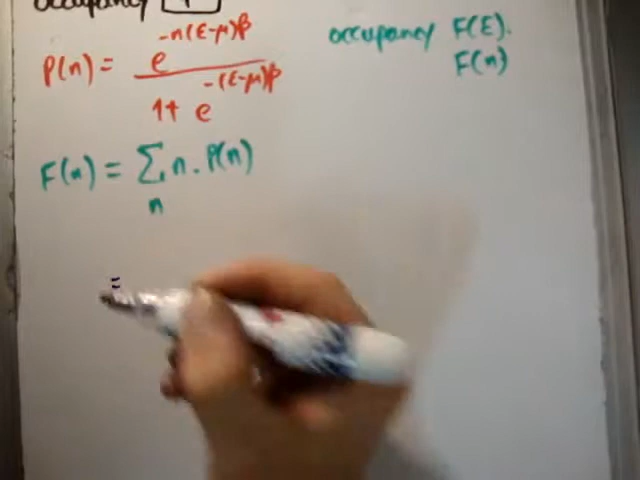 occupancy
P(n) = e^{-n(ε-μ)β} / 1 + e^{-(ε-μ)β}
F(n) = Σ_n n . P(n)
=
occupancy F(E).
F(n)